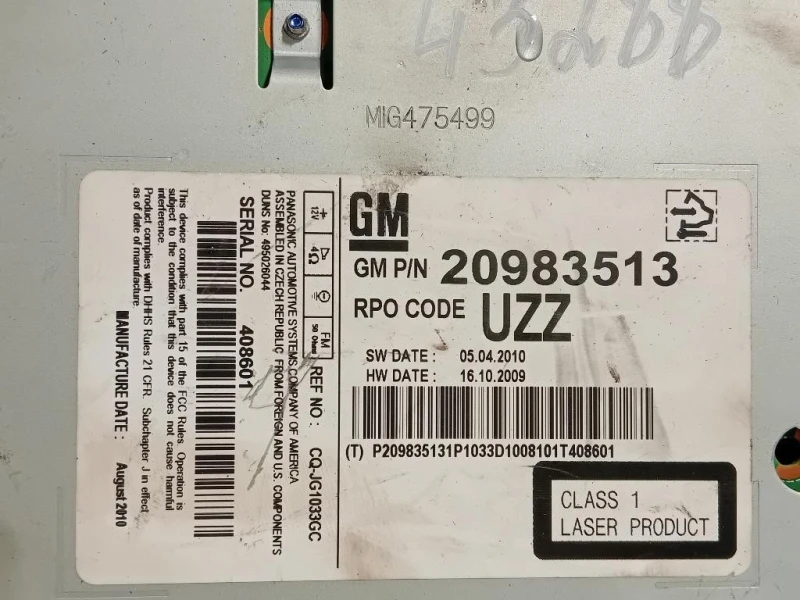 43288
MIG475499
GM
GM P/N 20983513
RPO CODE UZZ
SW DATE : 05.04.2010
HW DATE : 16.10.2009
(T) P209835131P1033D1008101T408601
CLASS 1
LASER PRODUCT
12V
4Ω
FM
50 Ohms
REF NO : CQ-JG1033GC
PANASONIC AUTOMOTIVE SYSTEMS COMPANY OF AMERICA
ASSEMBLED IN CZECH REPUBLIC FROM FOREIGN AND U.S. COMPONENTS
DUNS No: 495028044
SERIAL NO. 408601
This device complies with part 15 of the FCC Rules. Operation is
subject to the condition that this device does not cause harmful
interference.
Product complies with DHHS Rules 21 CFR. Subchapter J in effect
as of date of manufacture.
MANUFACTURE DATE : August 2010